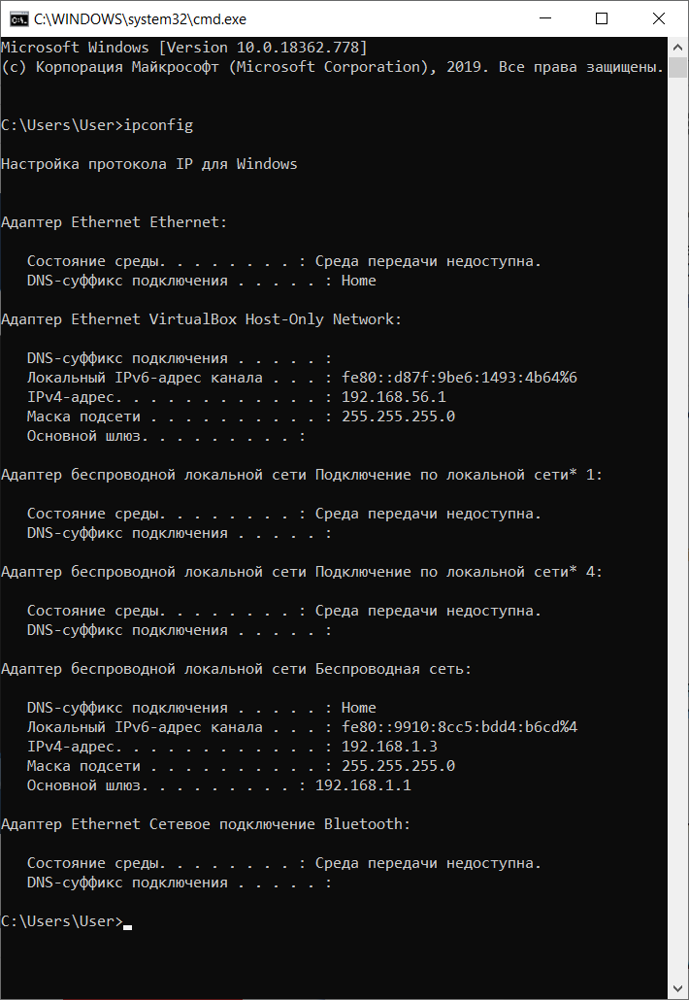 C:\WINDOWS\system32\cmd.exe
Microsoft Windows [Version 10.0.18362.778]
(c) Корпорация Майкрософт (Microsoft Corporation), 2019. Все права защищены.
C:\Users\User>ipconfig
Настройка протокола IP для Windows
Адаптер Ethernet Ethernet:
Состояние среды. . . . . . . . : Среда передачи недоступна.
DNS-суффикс подключения . . . . . : Home
Адаптер Ethernet VirtualBox Host-Only Network:
DNS-суффикс подключения . . . . . :
Локальный IPv6-адрес канала . . . : fe80::d87f:9be6:1493:4b64%6
IPv4-адрес. . . . . . . . . . . . : 192.168.56.1
Маска подсети . . . . . . . . . . : 255.255.255.0
Основной шлюз. . . . . . . . . :
Адаптер беспроводной локальной сети Подключение по локальной сети* 1:
Состояние среды. . . . . . . . : Среда передачи недоступна.
DNS-суффикс подключения . . . . . :
Адаптер беспроводной локальной сети Подключение по локальной сети* 4:
Состояние среды. . . . . . . . : Среда передачи недоступна.
DNS-суффикс подключения . . . . . :
Адаптер беспроводной локальной сети Беспроводная сеть:
DNS-суффикс подключения . . . . . : Home
Локальный IPv6-адрес канала . . . : fe80::9910:8cc5:bdd4:b6cd%4
IPv4-адрес. . . . . . . . . . . . : 192.168.1.3
Маска подсети . . . . . . . . . . : 255.255.255.0
Основной шлюз. . . . . . . . . : 192.168.1.1
Адаптер Ethernet Сетевое подключение Bluetooth:
Состояние среды. . . . . . . . : Среда передачи недоступна.
DNS-суффикс подключения . . . . . :
C:\Users\User>